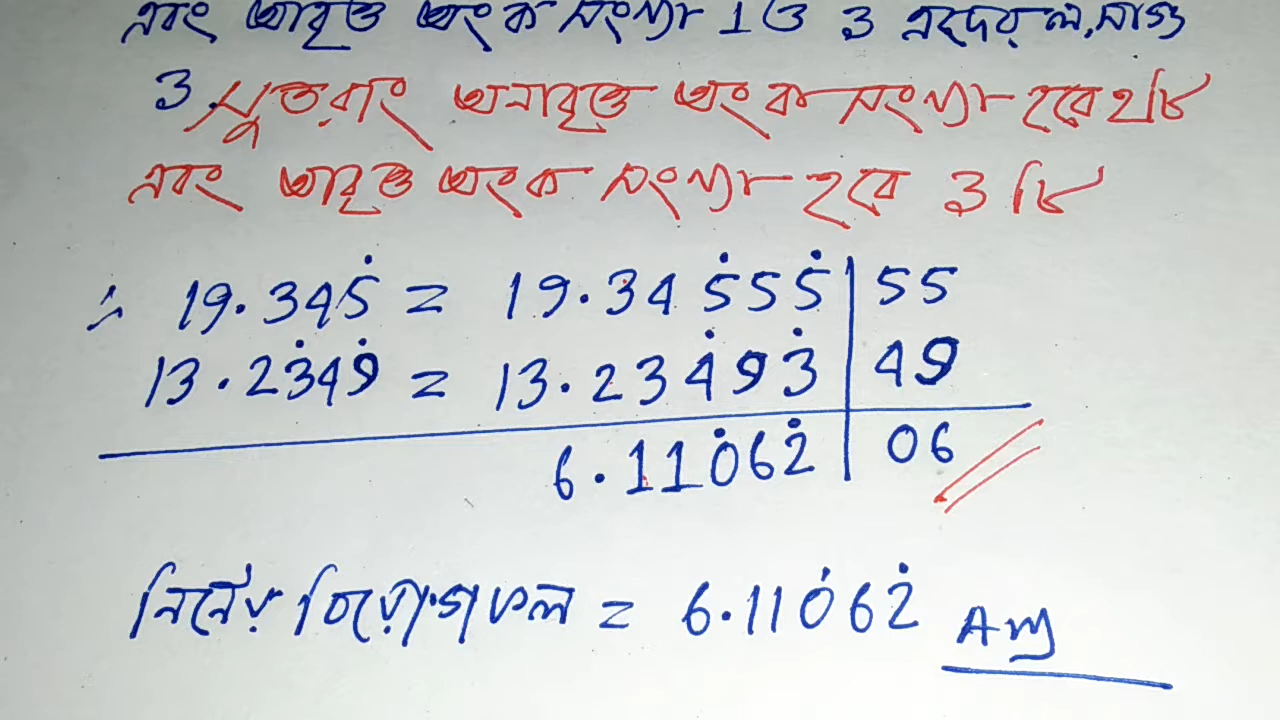 এবং আবৃত্ত অংক সংখ্যা 1 ও 3 এদের ল.সাগু
3. সুতরাং অনাবৃত্ত অংক সংখ্যা হবে 2টি
এবং আবৃত্ত অংক সংখ্যা হবে 3 টি
∴ 19.345̇ = 19.345̇55̇ | 55
13.23̇49̇ = 13.234̇93̇ | 49
6.110̇62̇ | 06
নির্নেয় বিয়োগফল = 6.110̇62̇ Ans